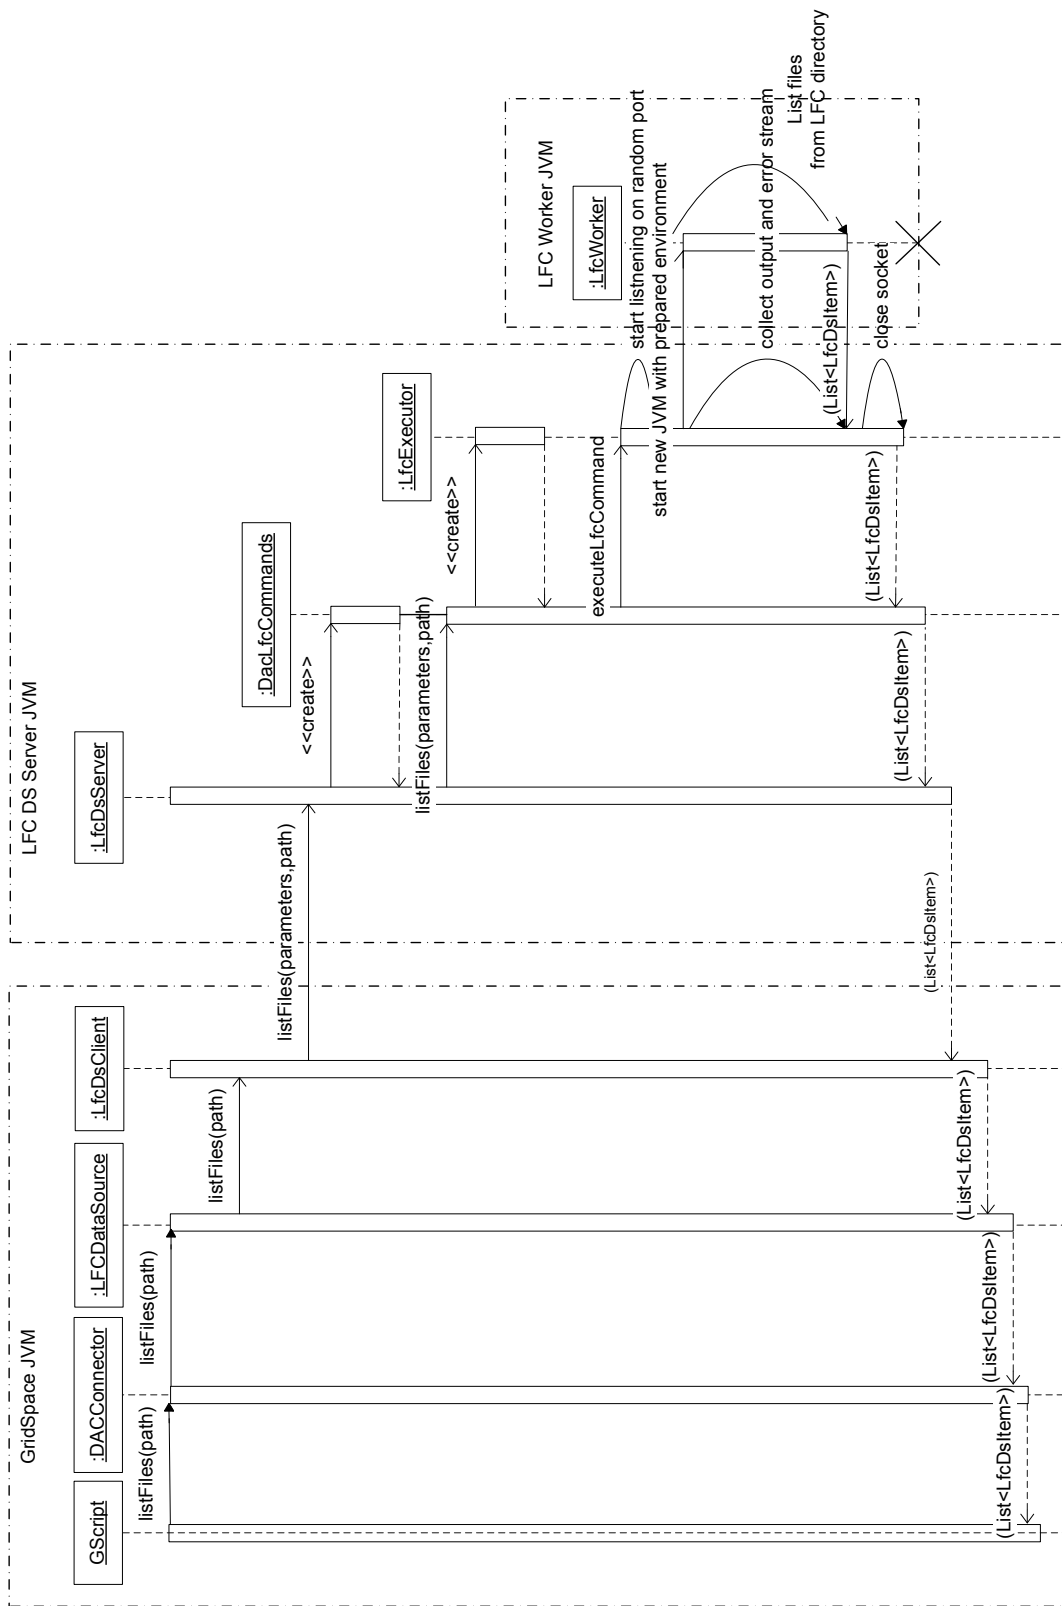 GridSpace JVM
LFC DS Server JVM
LFC Worker JVM
GScript
:DACConnector
:LFCDataSource
:LfcDsClient
:LfcDsServer
:DacLfcCommands
:LfcExecutor
:LfcWorker
listFiles(path)
listFiles(path)
listFiles(path)
listFiles(parameters,path)
<<create>>
listFiles(parameters,path)
<<create>>
executeLfcCommand
start listnening on random port
start new JVM with prepared environment
collect output and error stream
List files
from LFC directory
(List<LfcDsItem>)
close socket
(List<LfcDsItem>)
(List<LfcDsItem>)
(List<LfcDsItem>)
(List<LfcDsItem>)
(List<LfcDsItem>)
(List<LfcDsItem>)